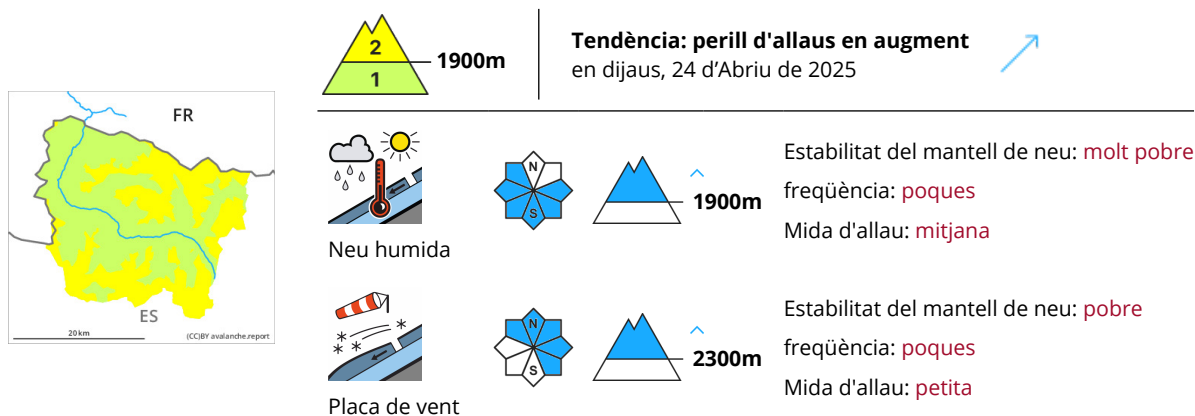 2
1
1900m
Tendència: perill d'allaus en augment
en dijaus, 24 d’Abriu de 2025
FR
ES
20 km
(CC)BY avalanche.report
N
S
1900m
Neu humida
Estabilitat del mantell de neu: molt pobre
freqüència: poques
Mida d'allau: mitjana
N
S
2300m
Placa de vent
Estabilitat del mantell de neu: pobre
freqüència: poques
Mida d'allau: petita